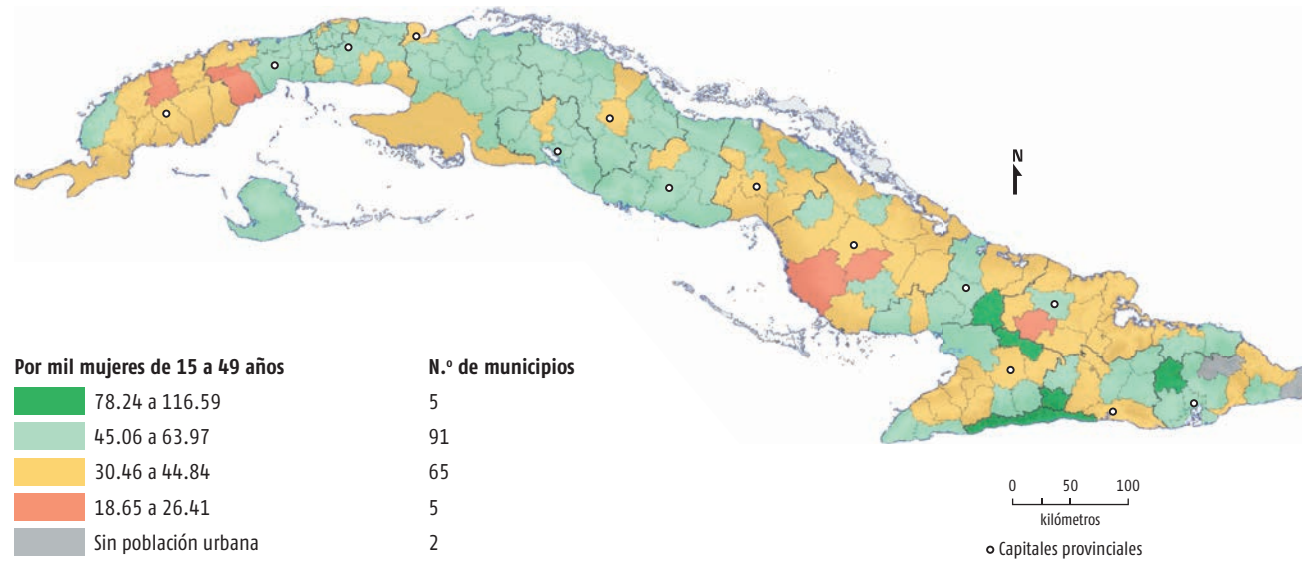 N
Por mil mujeres de 15 a 49 años N.º de municipios
78.24 a 116.59 5
45.06 a 63.97 91
30.46 a 44.84 65
18.65 a 26.41 5
Sin población urbana 2
0 50 100
kilómetros
Capitales provinciales